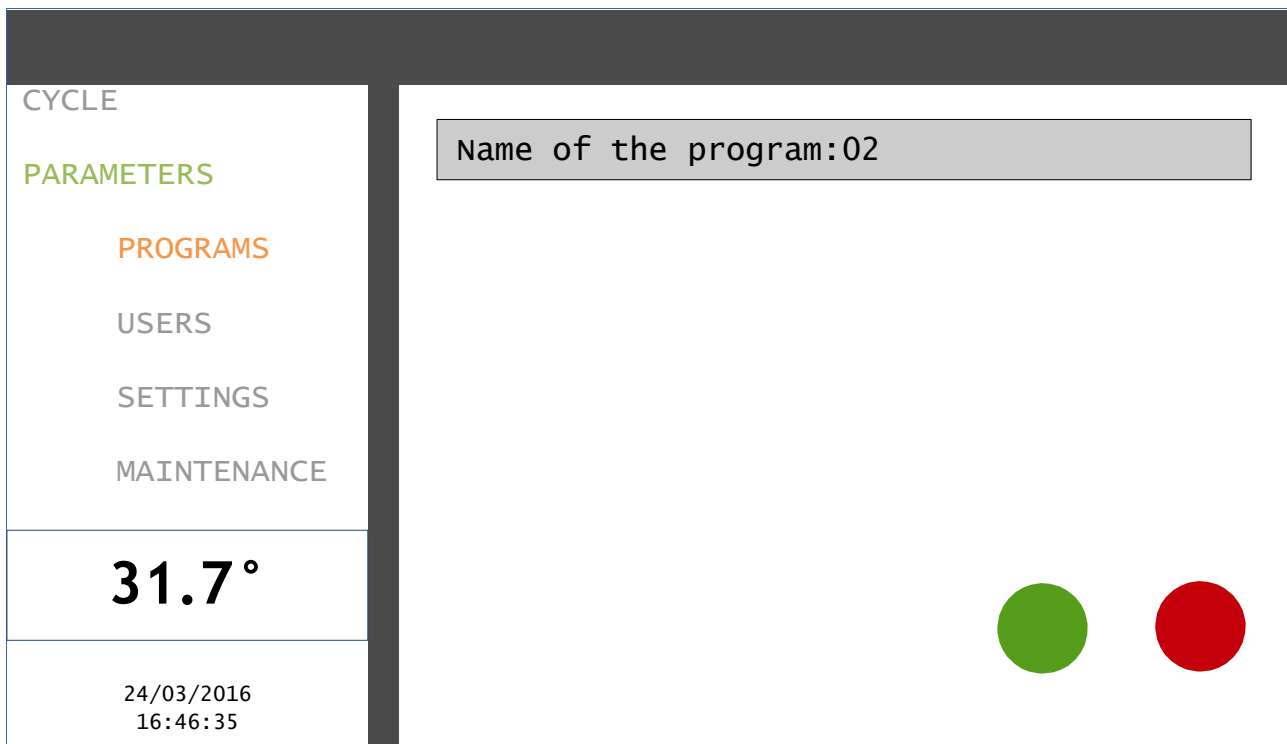 CYCLE
PARAMETERS
PROGRAMS
USERS
SETTINGS
MAINTENANCE
31.7°
24/03/2016
16:46:35
Name of the program:02